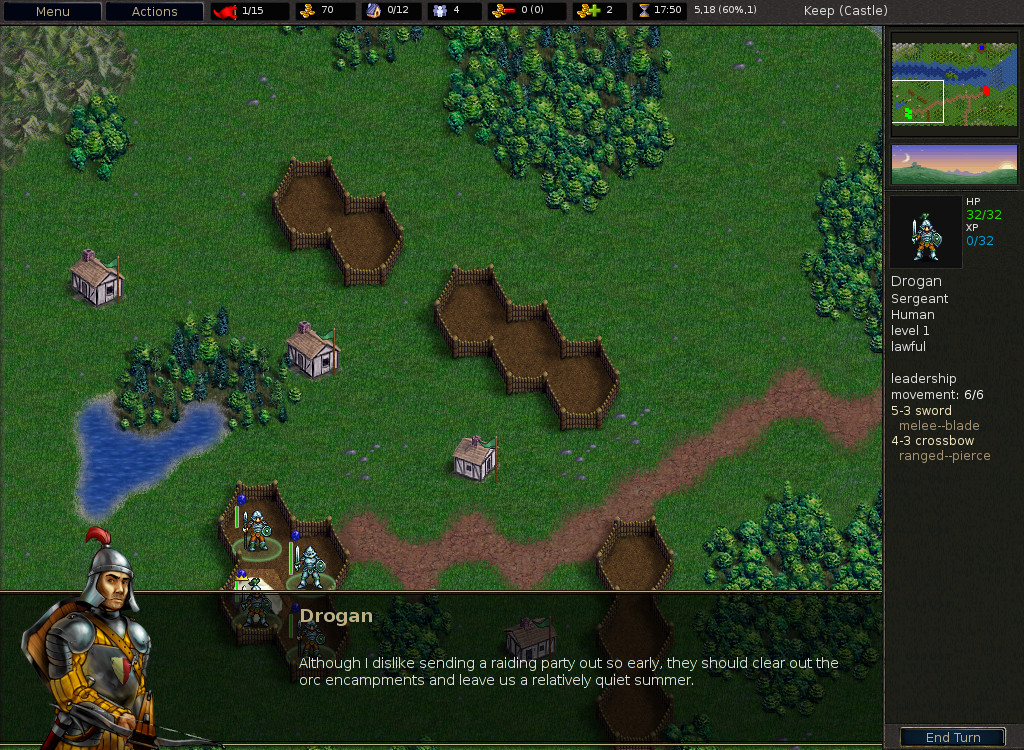 Menu
Actions
1/15
70
0/12
4
0 (0)
2
17:50
5,18 (60%,1)
Keep (Castle)
HP
32/32
XP
0/32
Drogan
Sergeant
Human
level 1
lawful
leadership
movement: 6/6
5-3 sword
melee--blade
4-3 crossbow
ranged--pierce
Drogan
Although I dislike sending a raiding party out so early, they should clear out the
orc encampments and leave us a relatively quiet summer.
End Turn